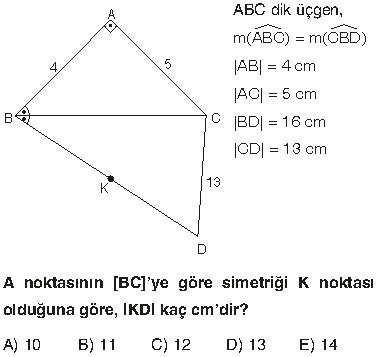 ABC dik üçgen,
m(ABC) = m(CBD)
|AB| = 4 cm
|AC| = 5 cm
|BD| = 16 cm
|CD| = 13 cm
A
4
5
B
C
K
13
D
A noktasının [BC]'ye göre simetriği K noktası
olduğuna göre, |KD| kaç cm'dir?
A) 10 B) 11 C) 12 D) 13 E) 14